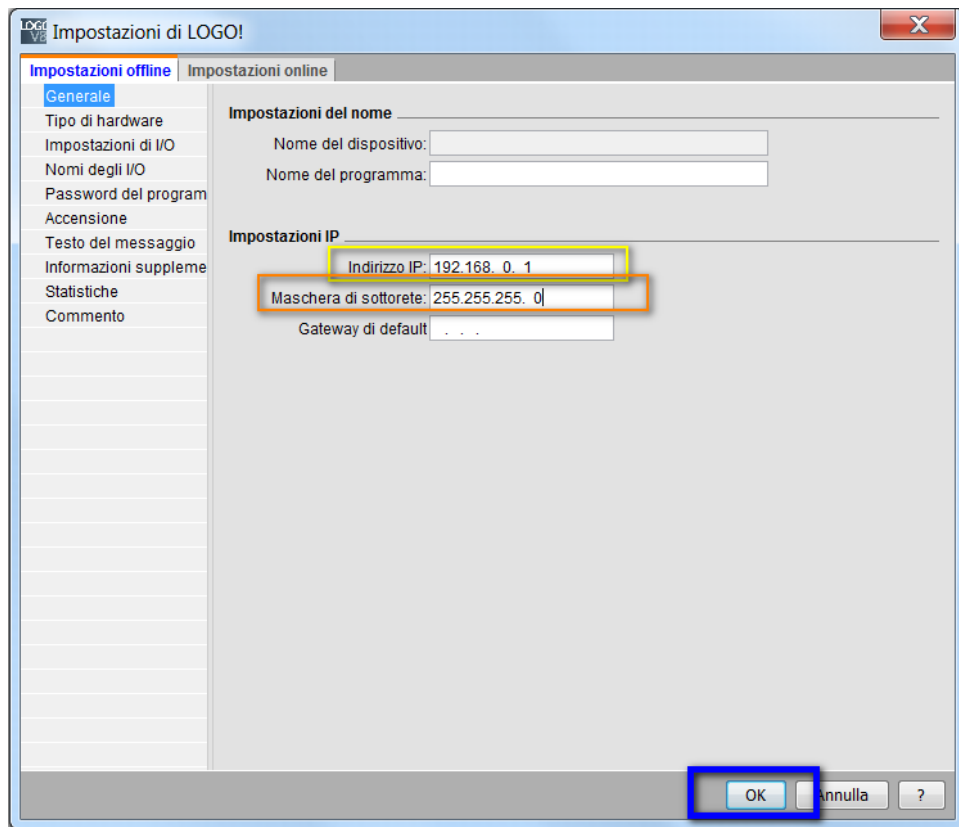 LOGO V8 Impostazioni di LOGO! X
Impostazioni offline Impostazioni online
Generale
Tipo di hardware
Impostazioni di I/O
Nomi degli I/O
Password del program
Accensione
Testo del messaggio
Informazioni suppleme
Statistiche
Commento
Impostazioni del nome
Nome del dispositivo:
Nome del programma:
Impostazioni IP
Indirizzo IP: 192.168. 0. 1
Maschera di sottorete: 255.255.255. 0
Gateway di default . . .
OK Annulla ?